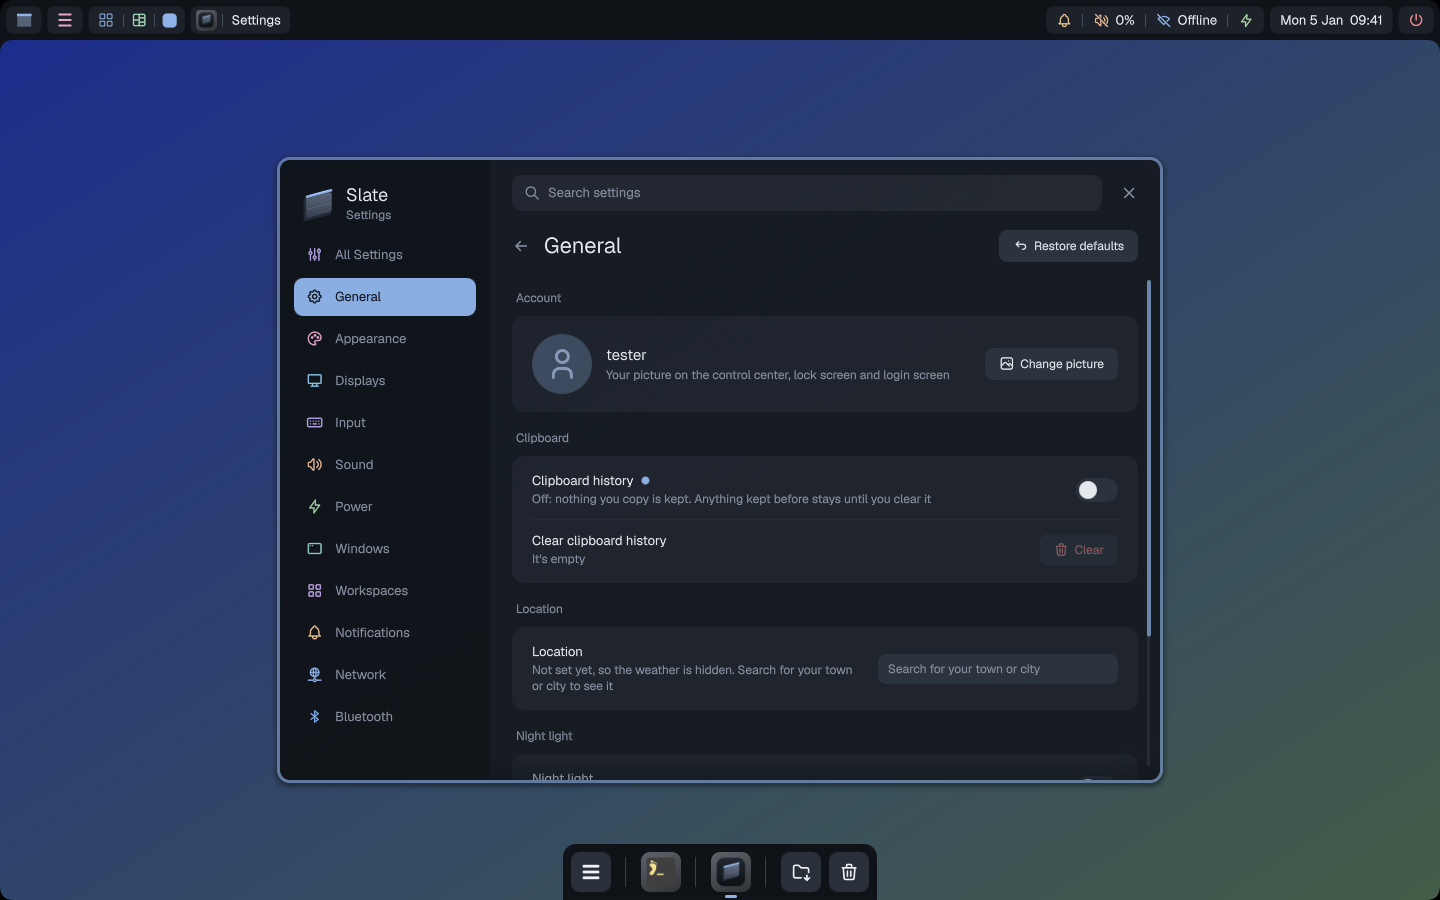 Settings
0%
Offline
Mon 5 Jan 09:41
Slate
Settings
All Settings
General
Appearance
Displays
Input
Sound
Power
Windows
Workspaces
Notifications
Network
Bluetooth
Search settings
General
Restore defaults
Account
tester
Your picture on the control center, lock screen and login screen
Change picture
Clipboard
Clipboard history
Off: nothing you copy is kept. Anything kept before stays until you clear it
Clear clipboard history
It's empty
Clear
Location
Location
Not set yet, so the weather is hidden. Search for your town
or city to see it
Search for your town or city
Night light
Night light